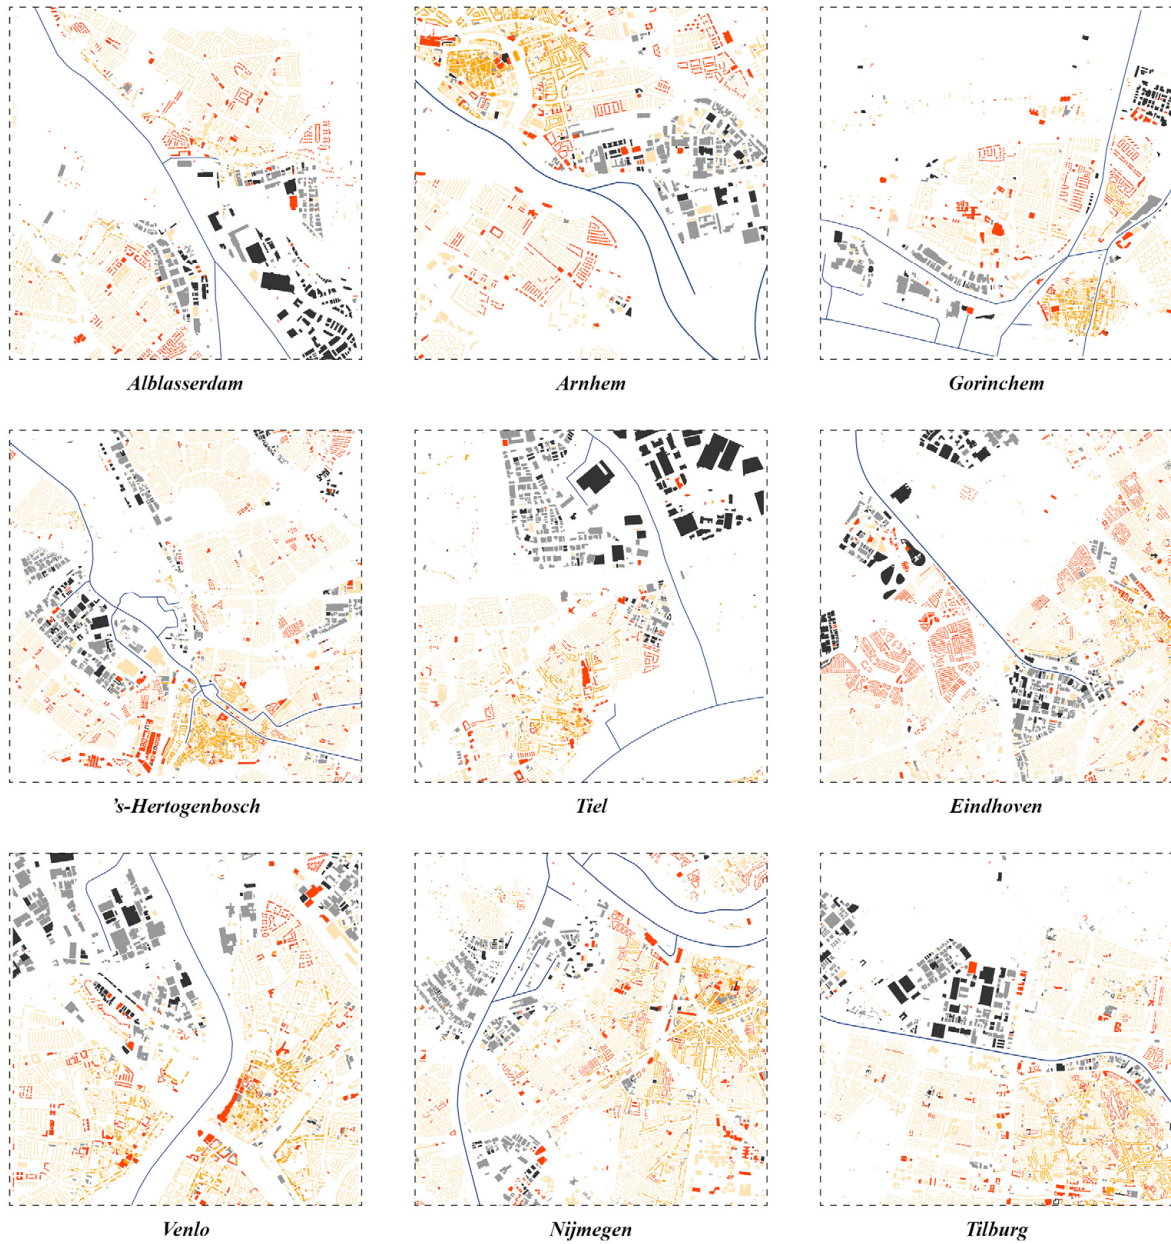 Alblasserdam
Arnhem
Gorinchem
's-Hertogenbosch
Tiel
Eindhoven
Venlo
Nijmegen
Tilburg